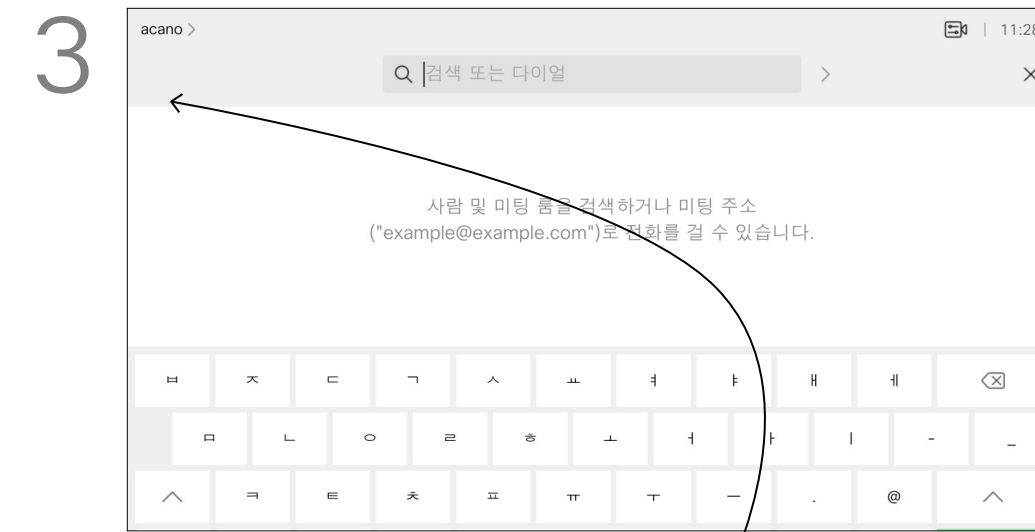 3
acano >
11:28
검색 또는 다이얼
사람 및 미팅 룸을 검색하거나 미팅 주소
("example@example.com")로 전화를 걸 수 있습니다.
ㅂ ㅈ ㄷ ㄱ ㅅ ㅛ ㅕ ㅑ ㅐ ㅔ
ㅁ ㄴ ㅇ ㄹ ㅎ ㅗ ㅓ ㅏ ㅣ - _
ㅋ ㅌ ㅊ ㅍ ㅠ ㅜ ㅡ . @